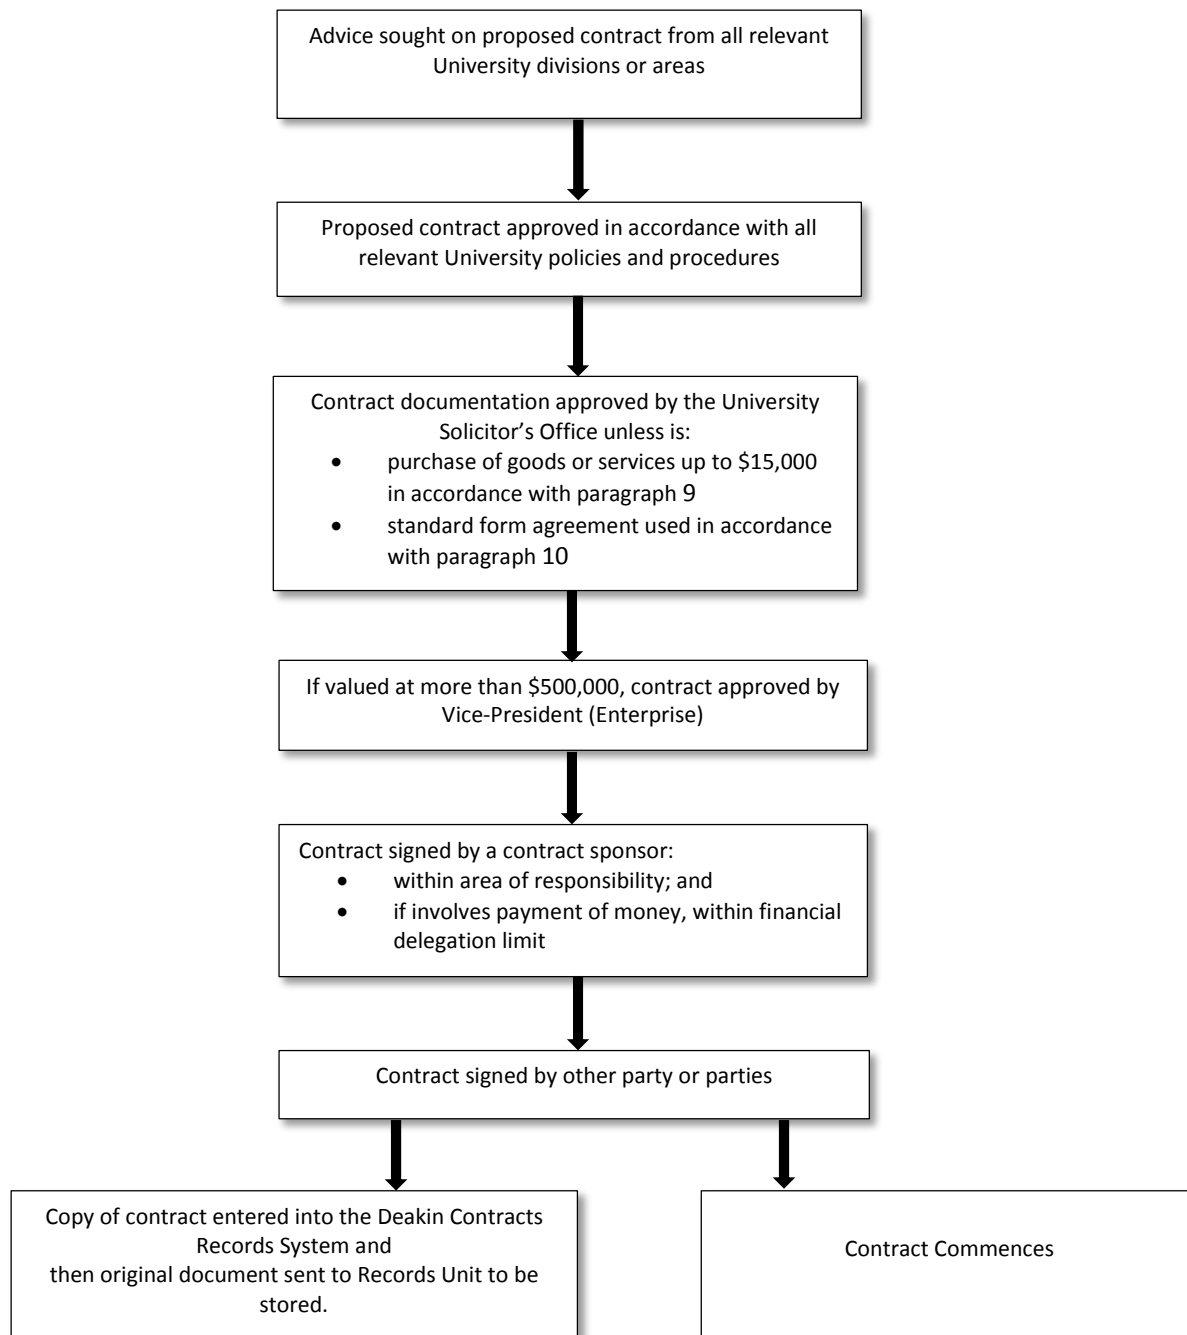 Advice sought on proposed contract from all relevant
University divisions or areas
Proposed contract approved in accordance with all
relevant University policies and procedures
Contract documentation approved by the University
Solicitor’s Office unless is:
• purchase of goods or services up to $15,000
in accordance with paragraph 9
• standard form agreement used in accordance
with paragraph 10
If valued at more than $500,000, contract approved by
Vice-President (Enterprise)
Contract signed by a contract sponsor:
• within area of responsibility; and
• if involves payment of money, within financial
delegation limit
Contract signed by other party or parties
Copy of contract entered into the Deakin Contracts
Records System and
then original document sent to Records Unit to be
stored.
Contract Commences